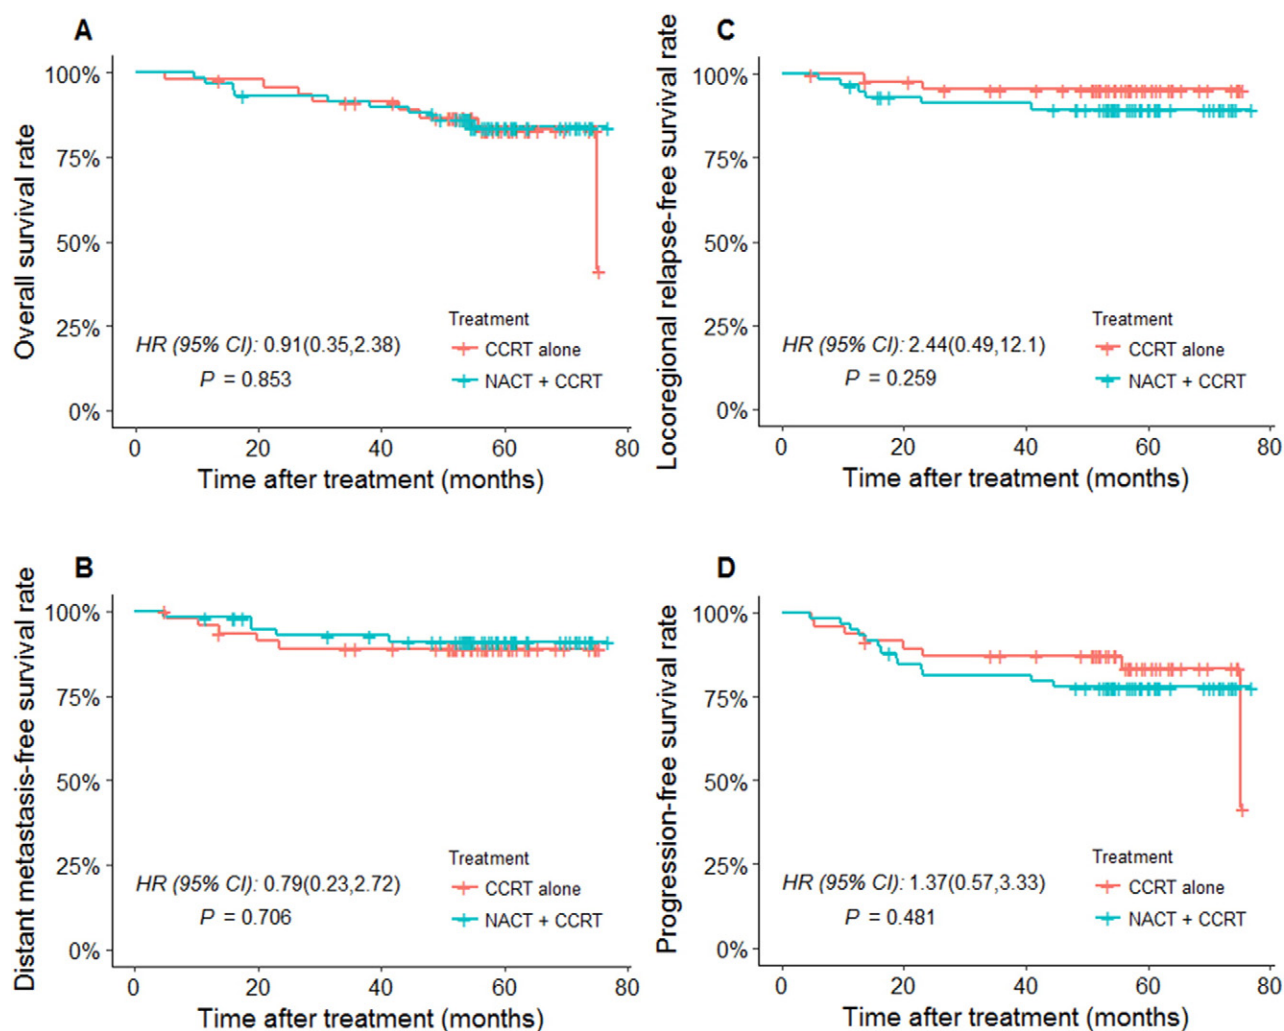 A
Overall survival rate
100%
75%
50%
25%
0%
HR (95% CI): 0.91(0.35,2.38)
P = 0.853
Treatment
CCRT alone
NACT + CCRT
0 20 40 60 80
Time after treatment (months)
C
Locoregional relapse-free survival rate
100%
75%
50%
25%
0%
HR (95% CI): 2.44(0.49,12.1)
P = 0.259
Treatment
CCRT alone
NACT + CCRT
0 20 40 60 80
Time after treatment (months)
B
Distant metastasis-free survival rate
100%
75%
50%
25%
0%
HR (95% CI): 0.79(0.23,2.72)
P = 0.706
Treatment
CCRT alone
NACT + CCRT
0 20 40 60 80
Time after treatment (months)
D
Progression-free survival rate
100%
75%
50%
25%
0%
HR (95% CI): 1.37(0.57,3.33)
P = 0.481
Treatment
CCRT alone
NACT + CCRT
0 20 40 60 80
Time after treatment (months)